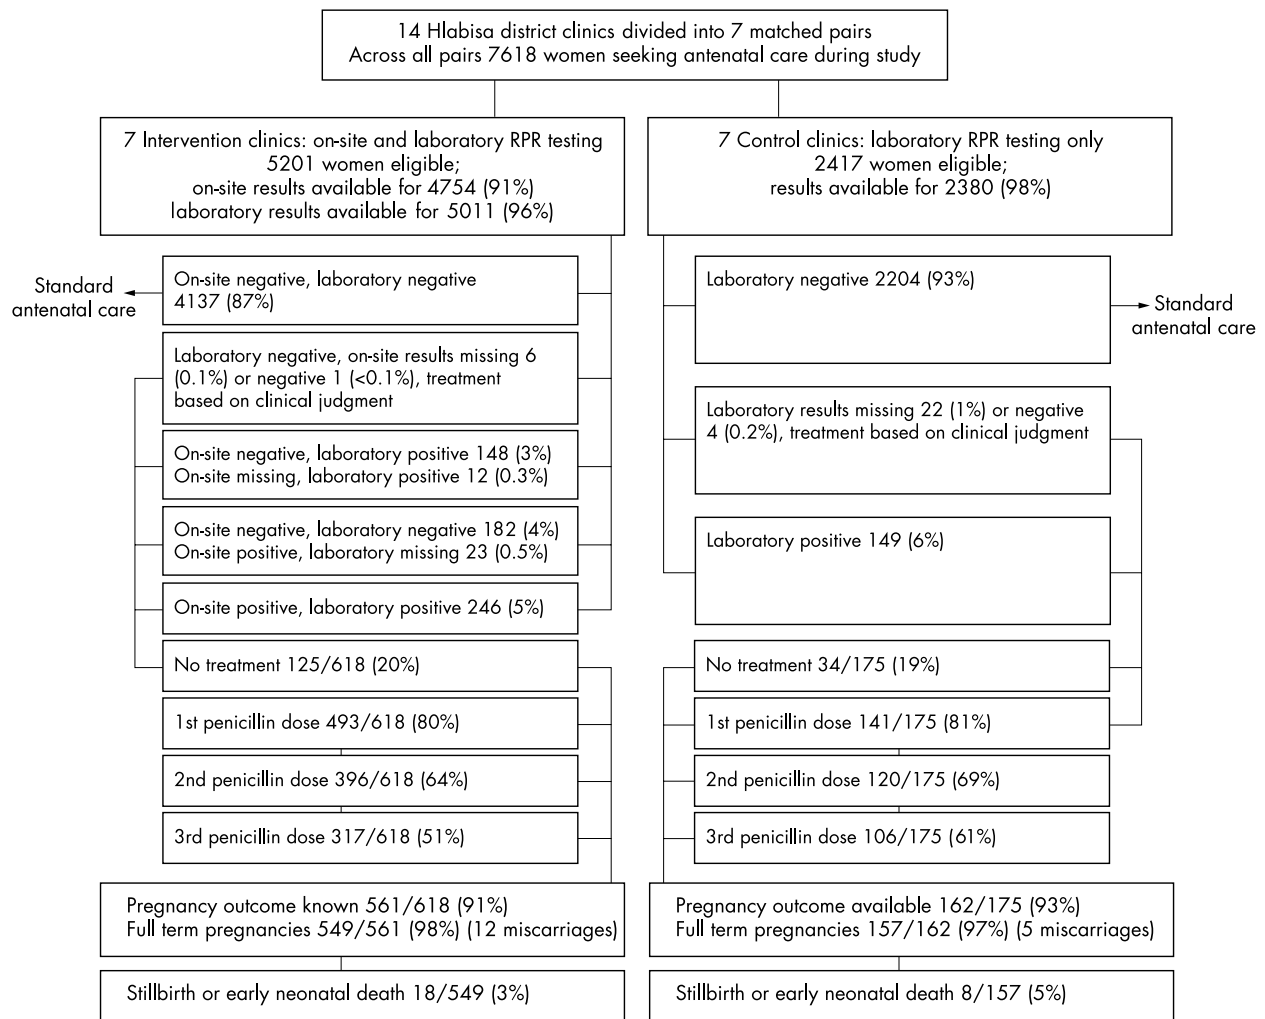 14 Hlabisa district clinics divided into 7 matched pairs
Across all pairs 7618 women seeking antenatal care during study
7 Intervention clinics: on-site and laboratory RPR testing
5201 women eligible;
on-site results available for 4754 (91%)
laboratory results available for 5011 (96%)
7 Control clinics: laboratory RPR testing only
2417 women eligible;
results available for 2380 (98%)
Standard
antenatal care
On-site negative, laboratory negative
4137 (87%)
Laboratory negative, on-site results missing 6
(0.1%) or negative 1 (<0.1%), treatment
based on clinical judgment
On-site negative, laboratory positive 148 (3%)
On-site missing, laboratory positive 12 (0.3%)
On-site negative, laboratory negative 182 (4%)
On-site positive, laboratory missing 23 (0.5%)
On-site positive, laboratory positive 246 (5%)
No treatment 125/618 (20%)
1st penicillin dose 493/618 (80%)
2nd penicillin dose 396/618 (64%)
3rd penicillin dose 317/618 (51%)
Pregnancy outcome known 561/618 (91%)
Full term pregnancies 549/561 (98%) (12 miscarriages)
Stillbirth or early neonatal death 18/549 (3%)
Laboratory negative 2204 (93%)
Standard
antenatal care
Laboratory results missing 22 (1%) or negative
4 (0.2%), treatment based on clinical judgment
Laboratory positive 149 (6%)
No treatment 34/175 (19%)
1st penicillin dose 141/175 (81%)
2nd penicillin dose 120/175 (69%)
3rd penicillin dose 106/175 (61%)
Pregnancy outcome available 162/175 (93%)
Full term pregnancies 157/162 (97%) (5 miscarriages)
Stillbirth or early neonatal death 8/157 (5%)